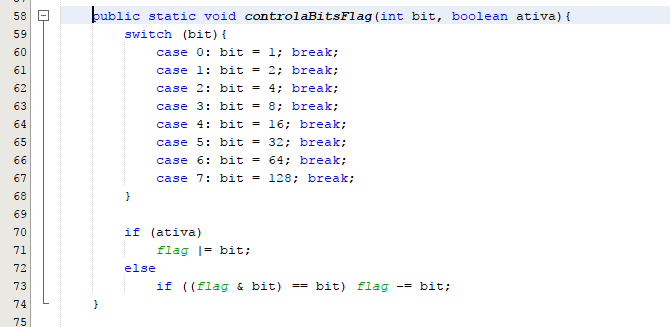 58 public static void controlaBitsFlag(int bit, boolean ativa){
59 switch (bit){
60 case 0: bit = 1; break;
61 case 1: bit = 2; break;
62 case 2: bit = 4; break;
63 case 3: bit = 8; break;
64 case 4: bit = 16; break;
65 case 5: bit = 32; break;
66 case 6: bit = 64; break;
67 case 7: bit = 128; break;
68 }
69
70 if (ativa)
71 flag |= bit;
72 else
73 if ((flag & bit) == bit) flag -= bit;
74 }
75